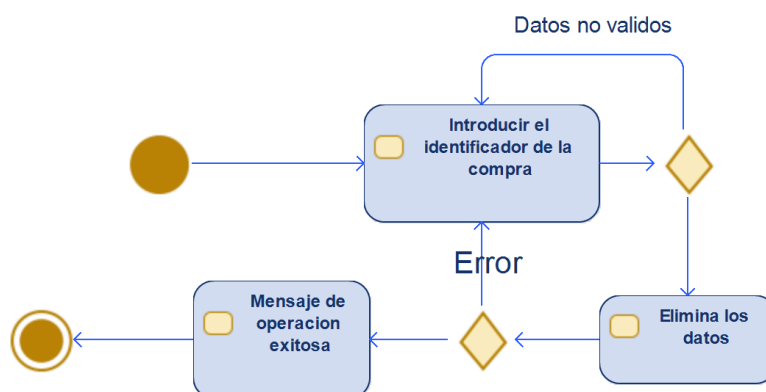 Datos no validos
Introducir el
identificador de la
compra
Error
Mensaje de
operacion
exitosa
Elimina los
datos